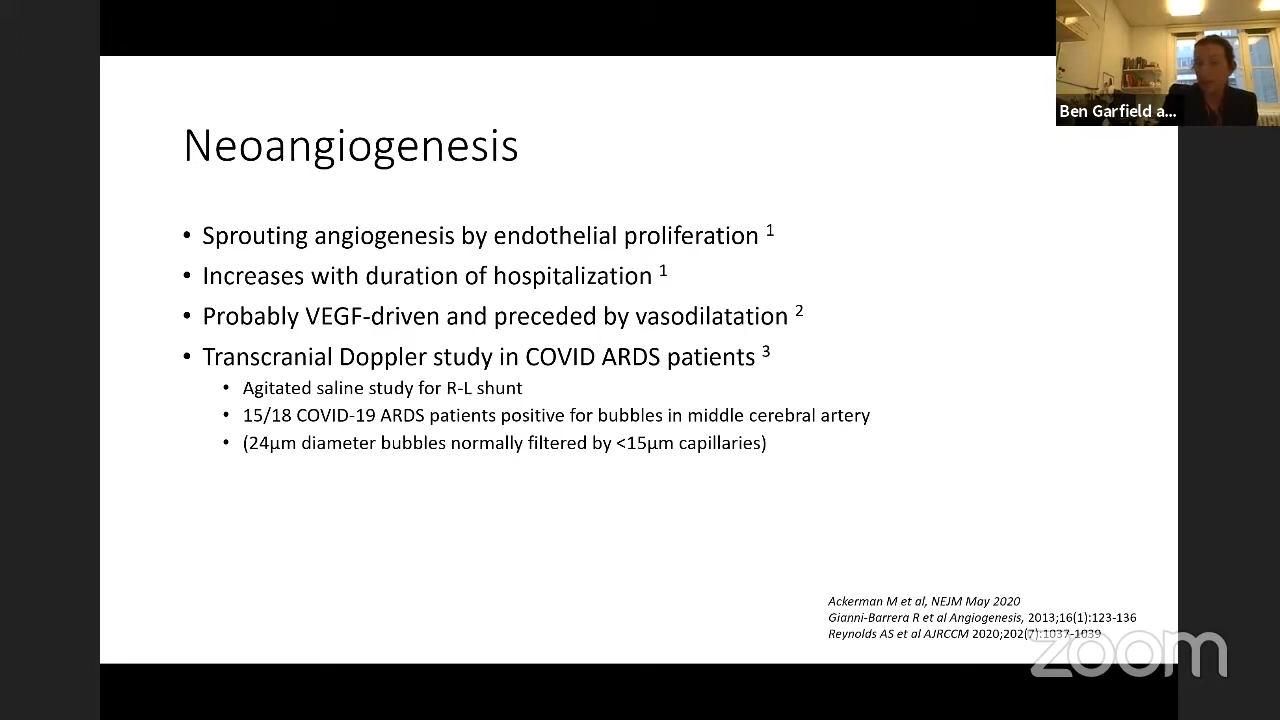 Ben Garfield a...
Neoangiogenesis
• Sprouting angiogenesis by endothelial proliferation 1
• Increases with duration of hospitalization 1
• Probably VEGF-driven and preceded by vasodilatation 2
• Transcranial Doppler study in COVID ARDS patients 3
• Agitated saline study for R-L shunt
• 15/18 COVID-19 ARDS patients positive for bubbles in middle cerebral artery
• (24µm diameter bubbles normally filtered by <15µm capillaries)
Ackerman M et al, NEJM May 2020
Gianni-Barrera R et al Angiogenesis, 2013;16(1):123-136
Reynolds AS et al AJRCCM 2020;202(7):1037-1039
zoom